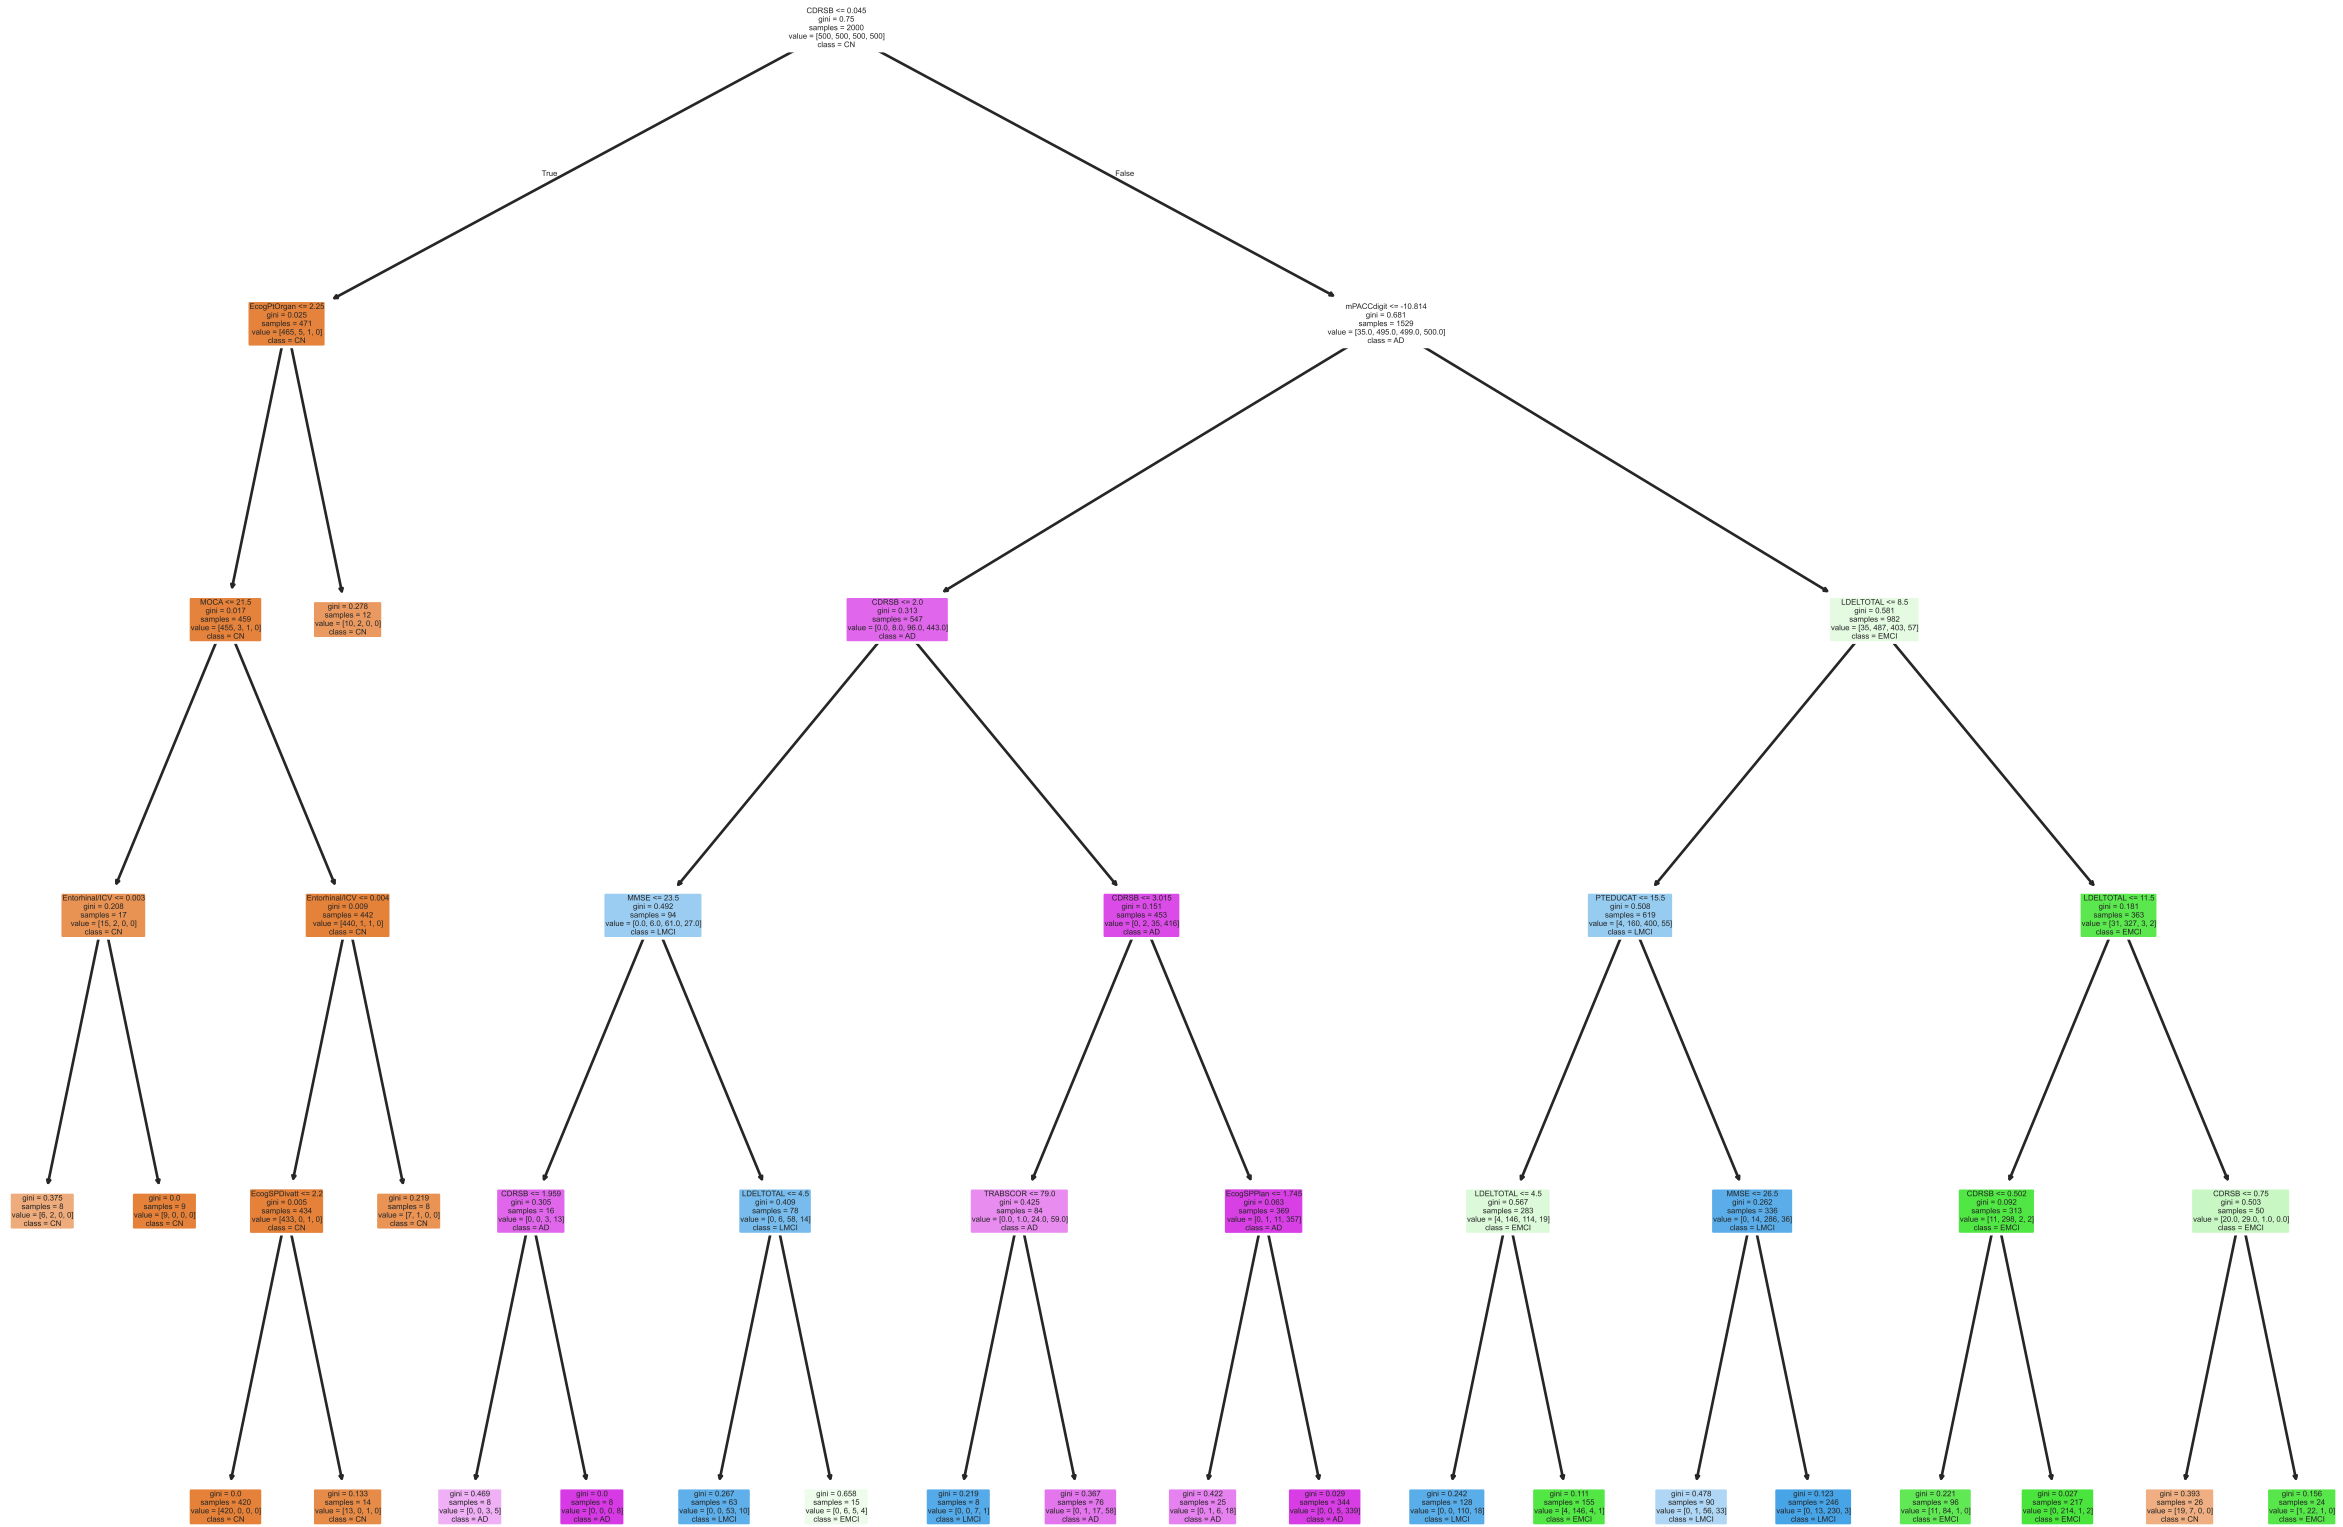 CDRSB <= 0.045
gini = 0.75
samples = 2000
value = [500, 500, 500, 500]
class = CN
True
False
EcogPtOrgan <= 2.25
gini = 0.025
samples = 471
value = [465, 5, 1, 0]
class = CN
mPACCdigit <= -10.814
gini = 0.681
samples = 1529
value = [35.0, 495.0, 499.0, 500.0]
class = AD
MOCA <= 21.5
gini = 0.017
samples = 459
value = [455, 3, 1, 0]
class = CN
gini = 0.278
samples = 12
value = [10, 2, 0, 0]
class = CN
CDRSB <= 2.0
gini = 0.313
samples = 547
value = [0.0, 8.0, 96.0, 443.0]
class = AD
LDELTOTAL <= 8.5
gini = 0.581
samples = 982
value = [35, 487, 403, 57]
class = EMCI
Entorhinal/ICV <= 0.003
gini = 0.208
samples = 17
value = [15, 2, 0, 0]
class = CN
Entorhinal/ICV <= 0.004
gini = 0.009
samples = 442
value = [440, 1, 1, 0]
class = CN
MMSE <= 23.5
gini = 0.492
samples = 94
value = [0.0, 6.0, 61.0, 27.0]
class = LMCI
CDRSB <= 3.015
gini = 0.151
samples = 453
value = [0, 2, 35, 416]
class = AD
PTEDUCAT <= 15.5
gini = 0.508
samples = 619
value = [4, 160, 400, 55]
class = LMCI
LDELTOTAL <= 11.5
gini = 0.181
samples = 363
value = [31, 327, 3, 2]
class = EMCI
gini = 0.375
samples = 8
value = [6, 2, 0, 0]
class = CN
gini = 0.0
samples = 9
value = [9, 0, 0, 0]
class = CN
EcogSPDivatt <= 2.2
gini = 0.005
samples = 434
value = [433, 0, 1, 0]
class = CN
gini = 0.219
samples = 8
value = [7, 1, 0, 0]
class = CN
CDRSB <= 1.959
gini = 0.305
samples = 16
value = [0, 0, 3, 13]
class = AD
LDELTOTAL <= 4.5
gini = 0.409
samples = 78
value = [0, 6, 58, 14]
class = LMCI
TRABSCOR <= 79.0
gini = 0.425
samples = 84
value = [0.0, 1.0, 24.0, 59.0]
class = AD
EcogSPPlan <= 1.745
gini = 0.063
samples = 369
value = [0, 1, 11, 357]
class = AD
LDELTOTAL <= 4.5
gini = 0.567
samples = 283
value = [4, 146, 114, 19]
class = EMCI
MMSE <= 26.5
gini = 0.262
samples = 336
value = [0, 14, 286, 36]
class = LMCI
CDRSB <= 0.502
gini = 0.092
samples = 313
value = [11, 298, 2, 2]
class = EMCI
CDRSB <= 0.75
gini = 0.503
samples = 50
value = [20.0, 29.0, 1.0, 0.0]
class = EMCI
gini = 0.0
samples = 420
value = [420, 0, 0, 0]
class = CN
gini = 0.133
samples = 14
value = [13, 0, 1, 0]
class = CN
gini = 0.469
samples = 8
value = [0, 0, 3, 5]
class = AD
gini = 0.0
samples = 8
value = [0, 0, 0, 8]
class = AD
gini = 0.267
samples = 63
value = [0, 0, 53, 10]
class = LMCI
gini = 0.658
samples = 15
value = [0, 6, 5, 4]
class = EMCI
gini = 0.219
samples = 8
value = [0, 0, 7, 1]
class = LMCI
gini = 0.367
samples = 76
value = [0, 1, 17, 58]
class = AD
gini = 0.422
samples = 25
value = [0, 1, 6, 18]
class = AD
gini = 0.029
samples = 344
value = [0, 0, 5, 339]
class = AD
gini = 0.242
samples = 128
value = [0, 0, 110, 18]
class = LMCI
gini = 0.111
samples = 155
value = [4, 146, 4, 1]
class = EMCI
gini = 0.478
samples = 90
value = [0, 1, 56, 33]
class = LMCI
gini = 0.123
samples = 246
value = [0, 13, 230, 3]
class = LMCI
gini = 0.221
samples = 96
value = [11, 84, 1, 0]
class = EMCI
gini = 0.027
samples = 217
value = [0, 214, 1, 2]
class = EMCI
gini = 0.393
samples = 26
value = [19, 7, 0, 0]
class = CN
gini = 0.156
samples = 24
value = [1, 22, 1, 0]
class = EMCI